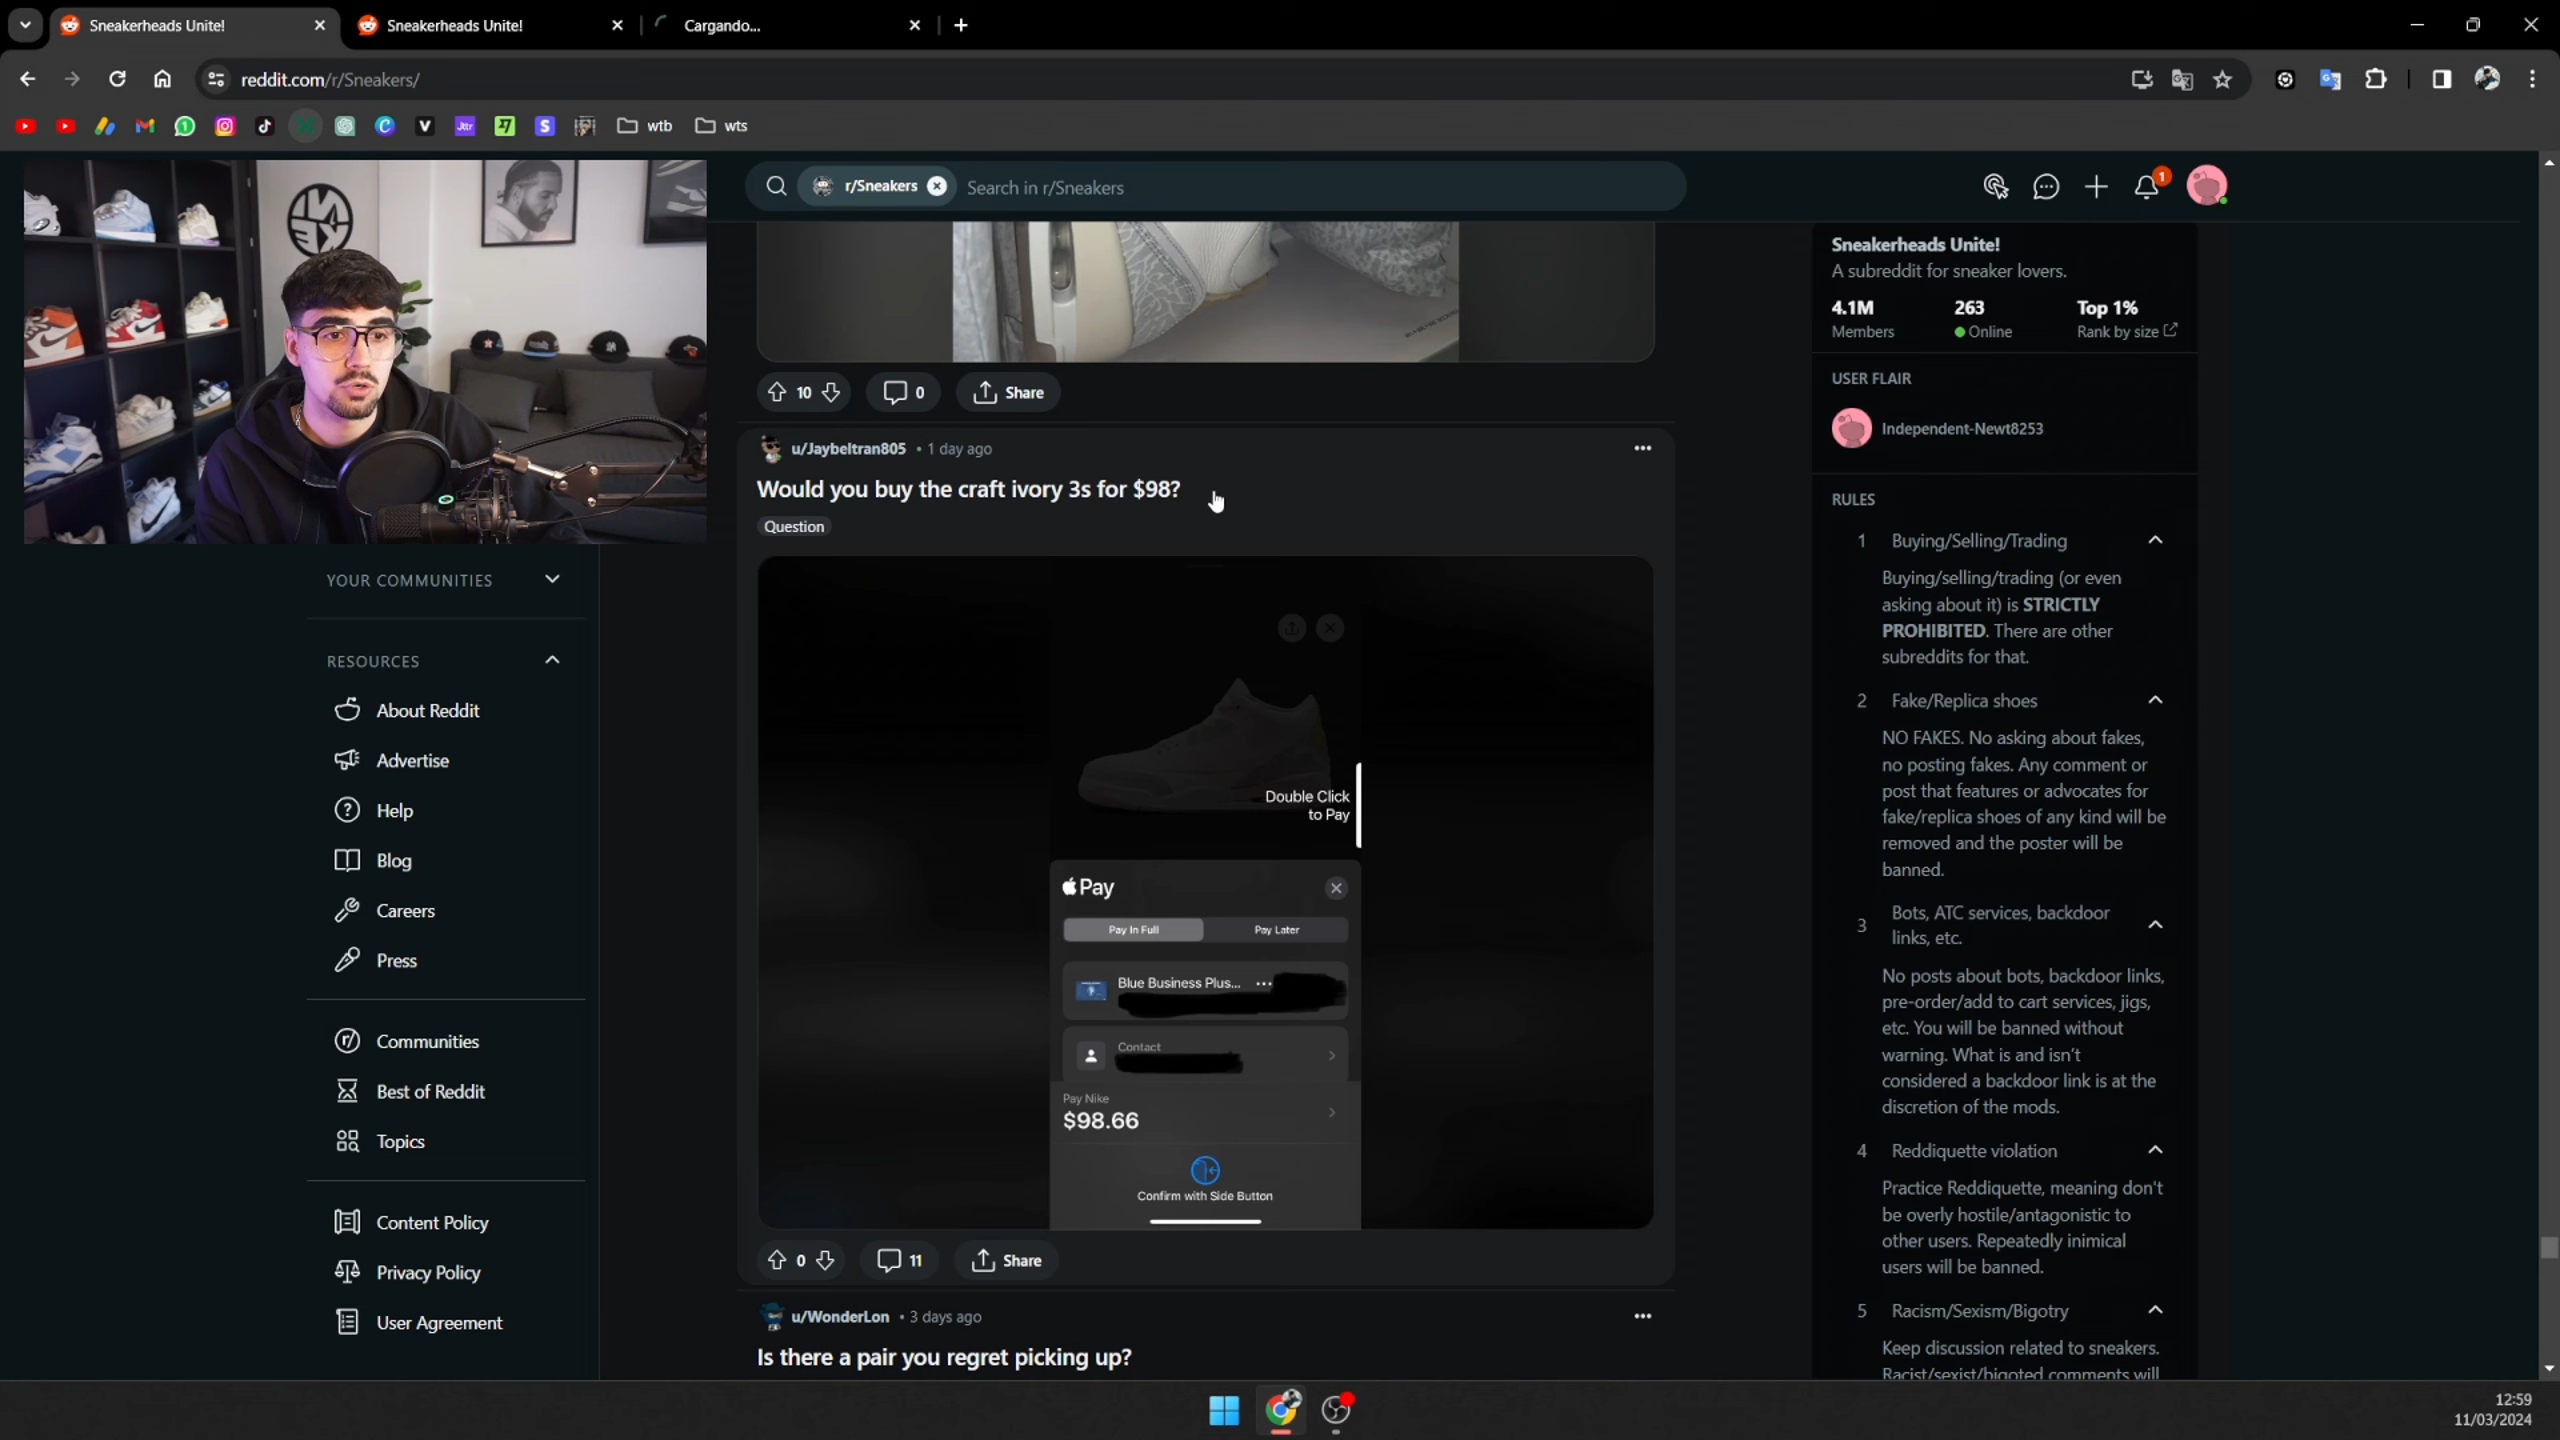 Sneakerheads Unite!
Sneakerheads Unite!
Cargando...
reddit.com/r/Sneakers/
wtb
wts
r/Sneakers
Search in r/Sneakers
1
10
0
Share
u/Jaybeltran805 • 1 day ago
Would you buy the craft ivory 3s for $98?
Question
Double Click
to Pay
Pay
Pay In Full
Pay Later
Blue Business Plus...
Contact
Pay Nike
$98.66
Confirm with Side Button
0
11
Share
u/WonderLon • 3 days ago
Is there a pair you regret picking up?
YOUR COMMUNITIES
RESOURCES
About Reddit
Advertise
Help
Blog
Careers
Press
Communities
Best of Reddit
Topics
Content Policy
Privacy Policy
User Agreement
Sneakerheads Unite!
A subreddit for sneaker lovers.
4.1M
263
Top 1%
Members
Online
Rank by size
USER FLAIR
Independent-Newt8253
RULES
1 Buying/Selling/Trading
Buying/selling/trading (or even
asking about it) is STRICTLY
PROHIBITED. There are other
subreddits for that.
2 Fake/Replica shoes
NO FAKES. No asking about fakes,
no posting fakes. Any comment or
post that features or advocates for
fake/replica shoes of any kind will be
removed and the poster will be
banned.
3 Bots, ATC services, backdoor
links, etc.
No posts about bots, backdoor links,
pre-order/add to cart services, jigs,
etc. You will be banned without
warning. What is and isn't
considered a backdoor link is at the
discretion of the mods.
4 Reddiquette violation
Practice Reddiquette, meaning don't
be overly hostile/antagonistic to
other users. Repeatedly inimical
users will be banned.
5 Racism/Sexism/Bigotry
Keep discussion related to sneakers.
Racist/sexist/bigoted comments will
12:59
11/03/2024